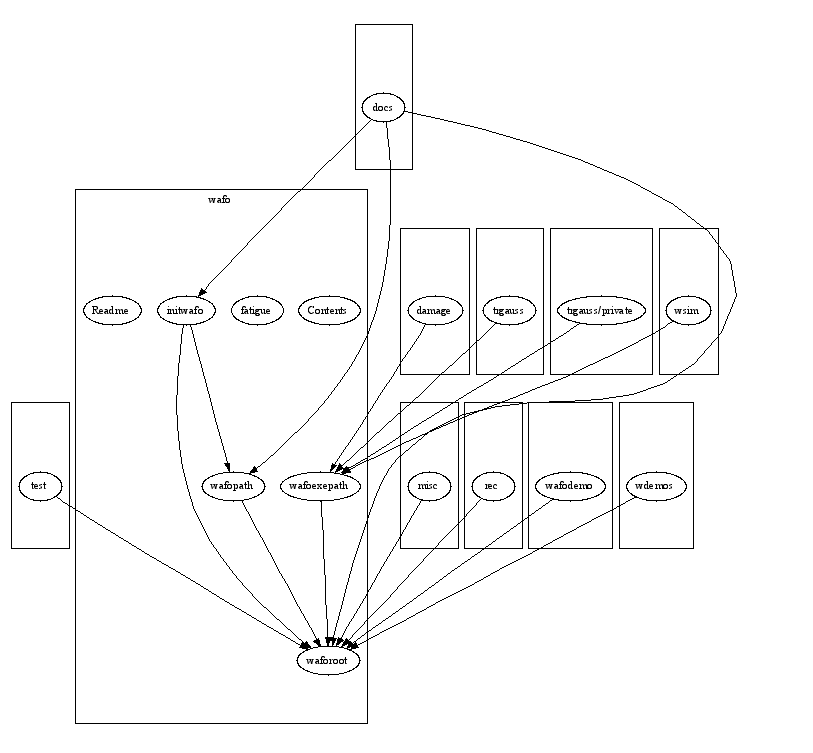 docs
wafo
Readme
initwafo
fatigue
Contents
damage
trgauss
trgauss/private
wsim
test
wafopath
wafoexepath
misc
rec
wafodemo
wdemos
waforoot